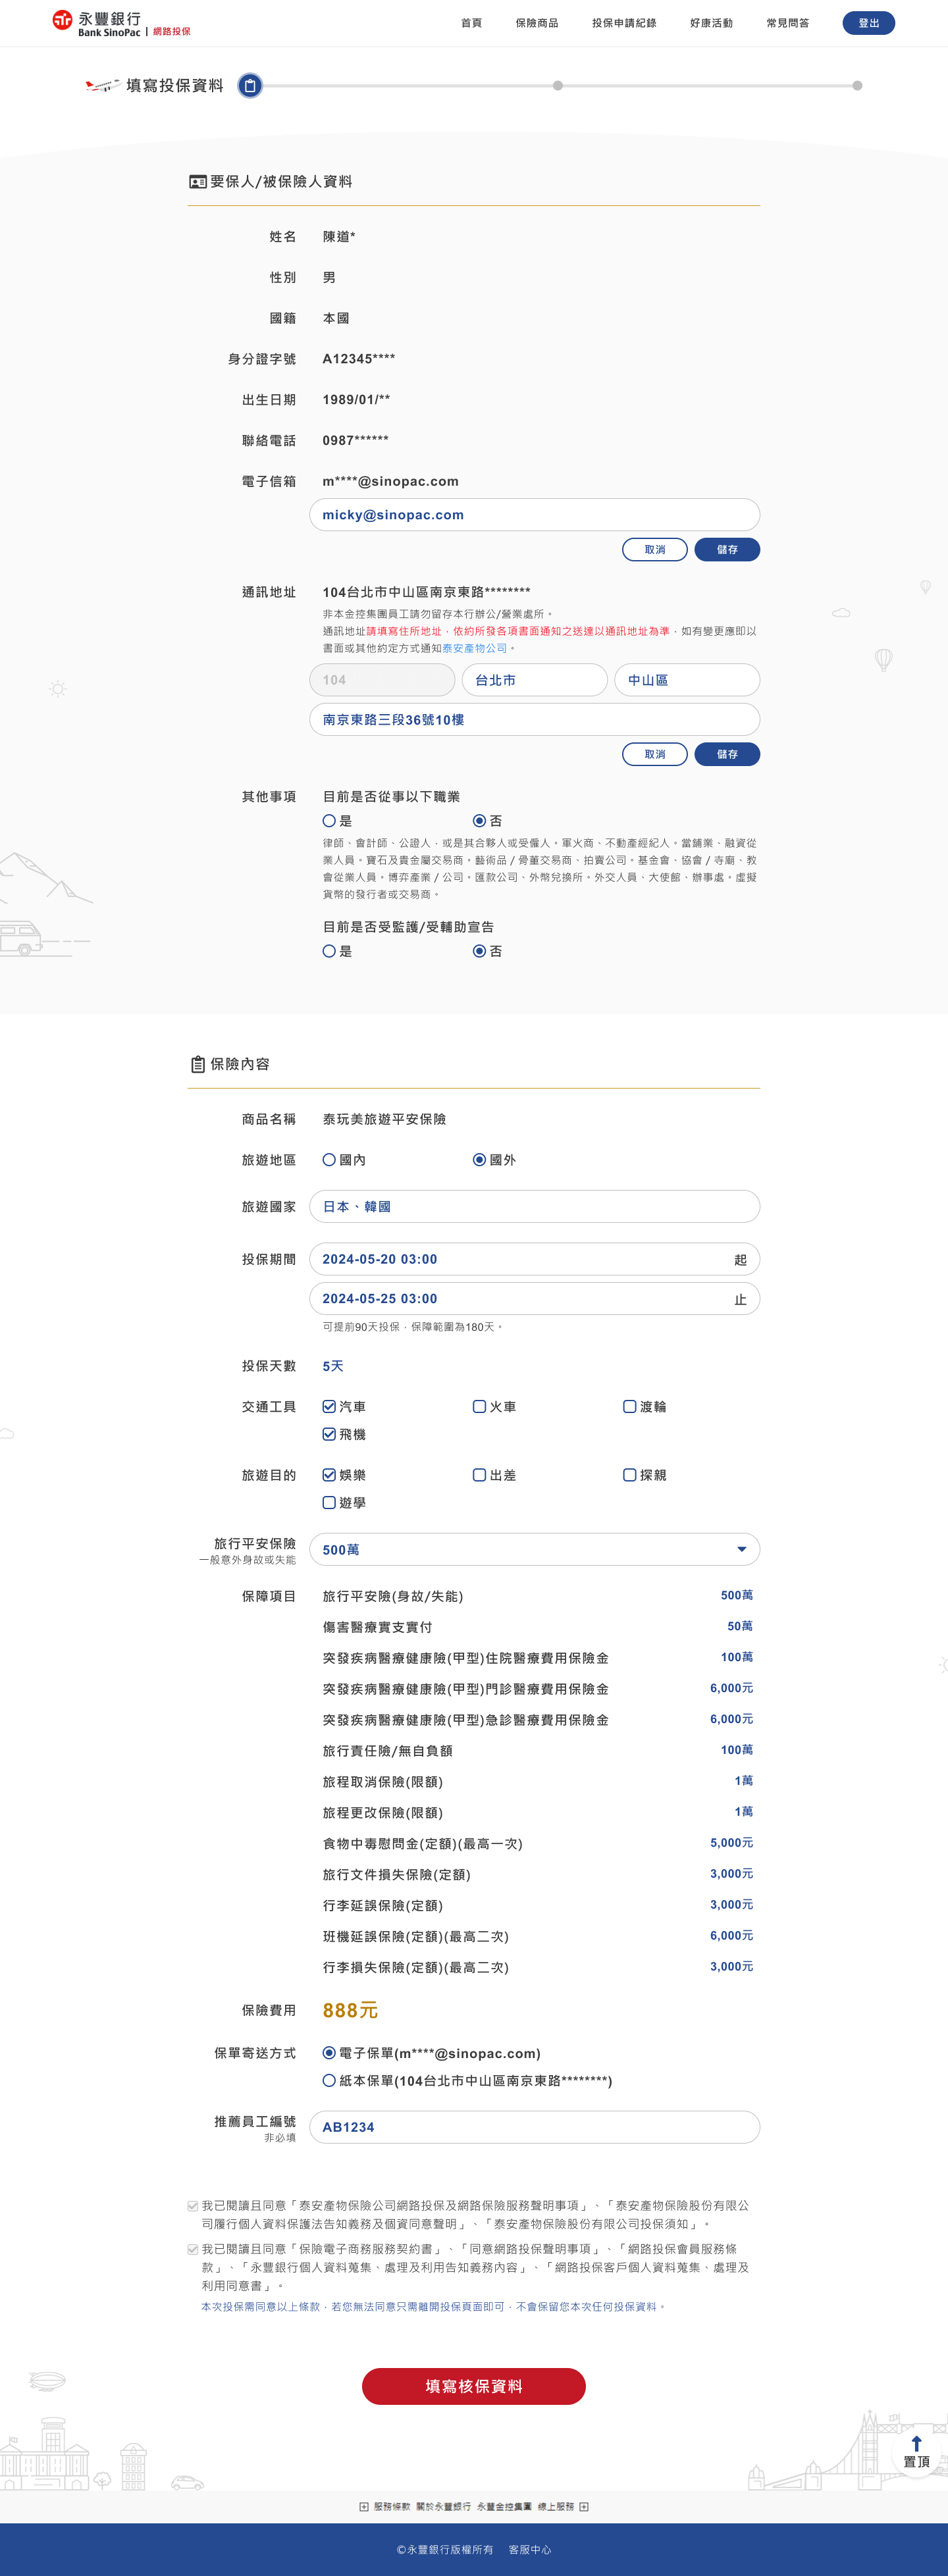 永豐銀行
Bank SinoPac | 網路投保
首頁 保險商品 投保申請紀錄 好康活動 常見問答 登出
填寫投保資料
要保人/被保險人資料
姓名 陳道*
性別 男
國籍 本國
身分證字號 A12345****
出生日期 1989/01/**
聯絡電話 0987******
電子信箱 m****@sinopac.com
micky@sinopac.com
取消 儲存
通訊地址 104台北市中山區南京東路********
非本金控集團員工請勿留存本行辦公/營業處所。
通訊地址請填寫住所地址，依約所發各項書面通知之送達以通訊地址為準，如有變更應即以
書面或其他約定方式通知泰安產物公司。
104 台北市 中山區
南京東路三段36號10樓
取消 儲存
其他事項 目前是否從事以下職業
是 否
律師、會計師、公證人，或是其合夥人或受僱人。軍火商、不動產經紀人。當舖業、融資從
業人員。寶石及貴金屬交易商。藝術品 / 骨董交易商、拍賣公司。基金會、協會 / 寺廟、教
會從業人員。博弈產業 / 公司。匯款公司、外幣兌換所。外交人員、大使館、辦事處。虛擬
貨幣的發行者或交易商。
目前是否受監護/受輔助宣告
是 否
保險內容
商品名稱 泰玩美旅遊平安保險
旅遊地區 國內 國外
旅遊國家 日本、韓國
投保期間 2024-05-20 03:00 起
2024-05-25 03:00 止
可提前90天投保，保障範圍為180天。
投保天數 5天
交通工具 汽車 火車 渡輪
飛機
旅遊目的 娛樂 出差 探親
遊學
旅行平安保險 500萬
一般意外身故或失能
保障項目 旅行平安險(身故/失能) 500萬
傷害醫療實支實付 50萬
突發疾病醫療健康險(甲型)住院醫療費用保險金 100萬
突發疾病醫療健康險(甲型)門診醫療費用保險金 6,000元
突發疾病醫療健康險(甲型)急診醫療費用保險金 6,000元
旅行責任險/無自負額 100萬
旅程取消保險(限額) 1萬
旅程更改保險(限額) 1萬
食物中毒慰問金(定額)(最高一次) 5,000元
旅行文件損失保險(定額) 3,000元
行李延誤保險(定額) 3,000元
班機延誤保險(定額)(最高二次) 6,000元
行李損失保險(定額)(最高二次) 3,000元
保險費用 888元
保單寄送方式 電子保單(m****@sinopac.com)
紙本保單(104台北市中山區南京東路********)
推薦員工編號 AB1234
非必填
我已閱讀且同意「泰安產物保險公司網路投保及網路保險服務聲明事項」、「泰安產物保險股份有限公
司履行個人資料保護法告知義務及個資同意聲明」、「泰安產物保險股份有限公司投保須知」。
我已閱讀且同意「保險電子商務服務契約書」、「同意網路投保聲明事項」、「網路投保會員服務條
款」、「永豐銀行個人資料蒐集、處理及利用告知義務內容」、「網路投保客戶個人資料蒐集、處理及
利用同意書」。
本次投保需同意以上條款，若您無法同意只需離開投保頁面即可，不會保留您本次任何投保資料。
填寫核保資料
置頂
服務條款 關於永豐銀行 永豐金控集團 線上服務
©永豐銀行版權所有 客服中心